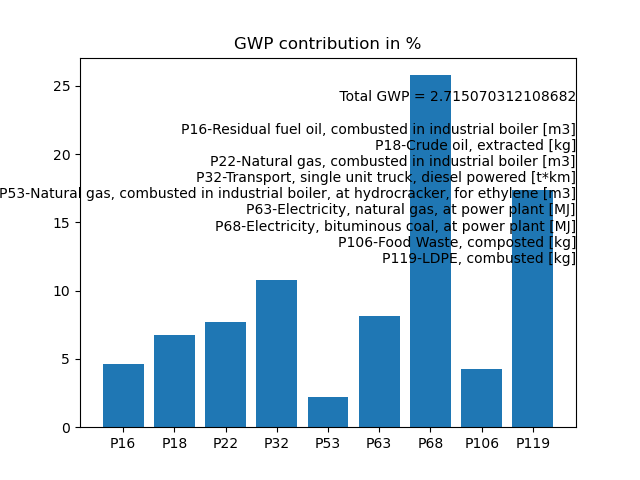 GWP contribution in %
25
20
15
10
5
0
Total GWP = 2.715070312108682
P16-Residual fuel oil, combusted in industrial boiler [m3]
P18-Crude oil, extracted [kg]
P22-Natural gas, combusted in industrial boiler [m3]
P32-Transport, single unit truck, diesel powered [t*km]
P53-Natural gas, combusted in industrial boiler, at hydrocracker, for ethylene [m3]
P63-Electricity, natural gas, at power plant [MJ]
P68-Electricity, bituminous coal, at power plant [MJ]
P106-Food Waste, composted [kg]
P119-LDPE, combusted [kg]
P16 P18 P22 P32 P53 P63 P68 P106 P119